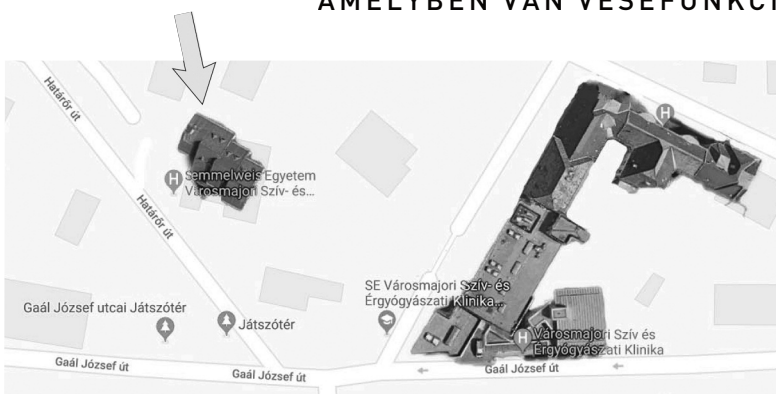 AMELYBEN VAN VESEFUNKCI
Határőr út
H
H
Semmelweis Egyetem
Városmajori Szív- és...
Határőr út
SE Városmajori Szív- és
Érgyógyászati Klinika...
Gaál József utcai Játszótér
Játszótér
H
Városmajori Szív és
Érgyógyászati Klinika
Gaál József út
Gaál József út
Gaál József út